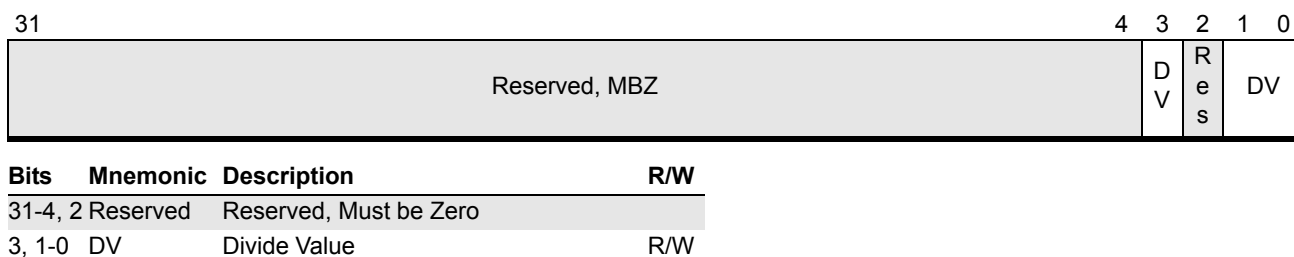 31 4 3 2 1 0
Reserved, MBZ
D
V
R
e
s
DV
Bits Mnemonic Description R/W
31-4, 2 Reserved Reserved, Must be Zero
3, 1-0 DV Divide Value R/W